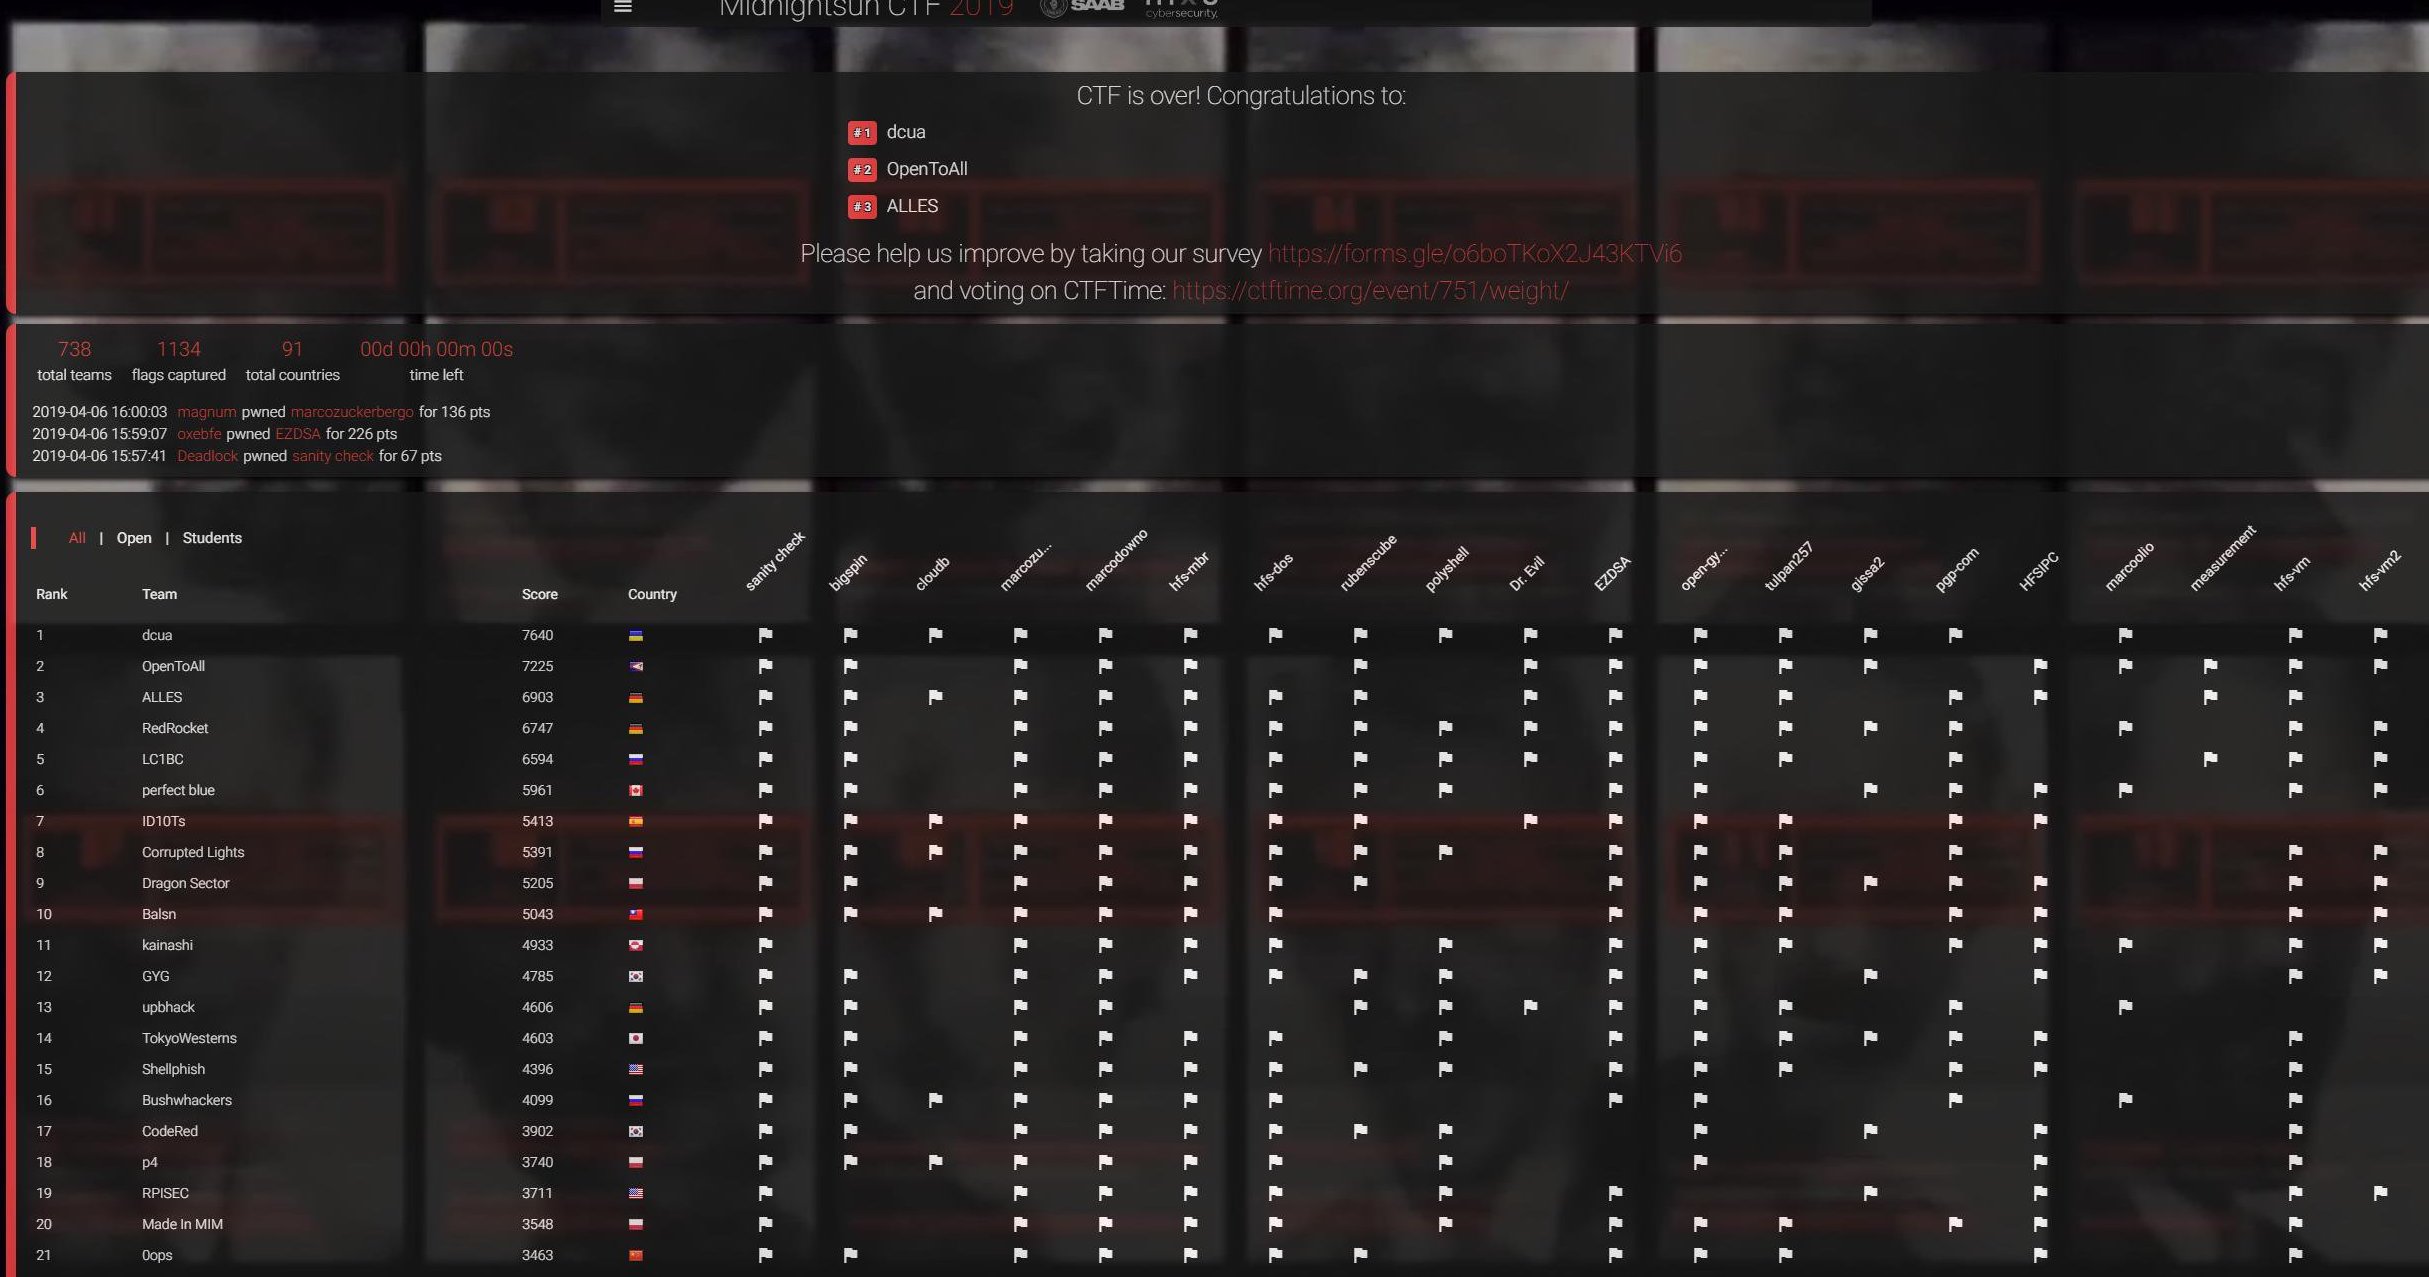 Midnightsun CTF 2019 SAAB
cybersecurity.
CTF is over! Congratulations to:
#1 dcua
#2 OpenToAll
#3 ALLES
Please help us improve by taking our survey https://forms.gle/o6boTKoX2J43KTVi6
and voting on CTFTime: https://ctftime.org/event/751/weight/
738 1134 91 00d 00h 00m 00s
total teams flags captured total countries time left
2019-04-06 16:00:03 magnum pwned marcozuckerbergo for 136 pts
2019-04-06 15:59:07 oxebfe pwned EZDSA for 226 pts
2019-04-06 15:57:41 Deadlock pwned sanity check for 67 pts
All | Open | Students
Rank Team Score Country sanity check bigspin cloudb marcozu... marcodowno hfs-mbr hfs-dos rubenscube polyshell Dr. Evil EZDSA open-gy... tulpan257 gissa2 pgp-com HFSIPC marcoolio measurement hfs-vm hfs-vm2
1 dcua 7640
2 OpenToAll 7225
3 ALLES 6903
4 RedRocket 6747
5 LC1BC 6594
6 perfect blue 5961
7 ID10Ts 5413
8 Corrupted Lights 5391
9 Dragon Sector 5205
10 Balsn 5043
11 kainashi 4933
12 GYG 4785
13 upbhack 4606
14 TokyoWesterns 4603
15 Shellphish 4396
16 Bushwhackers 4099
17 CodeRed 3902
18 p4 3740
19 RPISEC 3711
20 Made In MIM 3548
21 0ops 3463